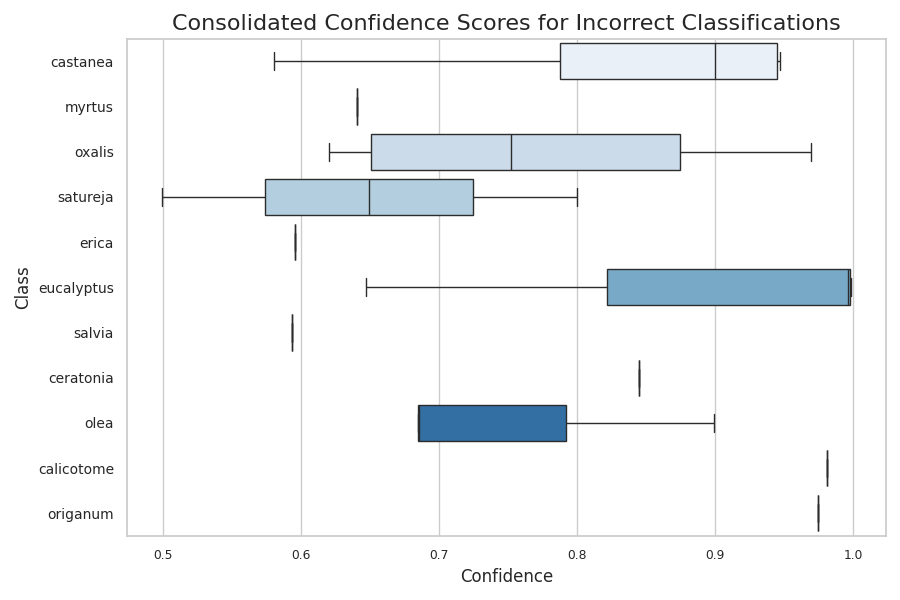 Consolidated Confidence Scores for Incorrect Classifications
castanea
myrtus
oxalis
satureja
erica
eucalyptus
salvia
ceratonia
olea
calicotome
origanum
Class
0.5 0.6 0.7 0.8 0.9 1.0
Confidence